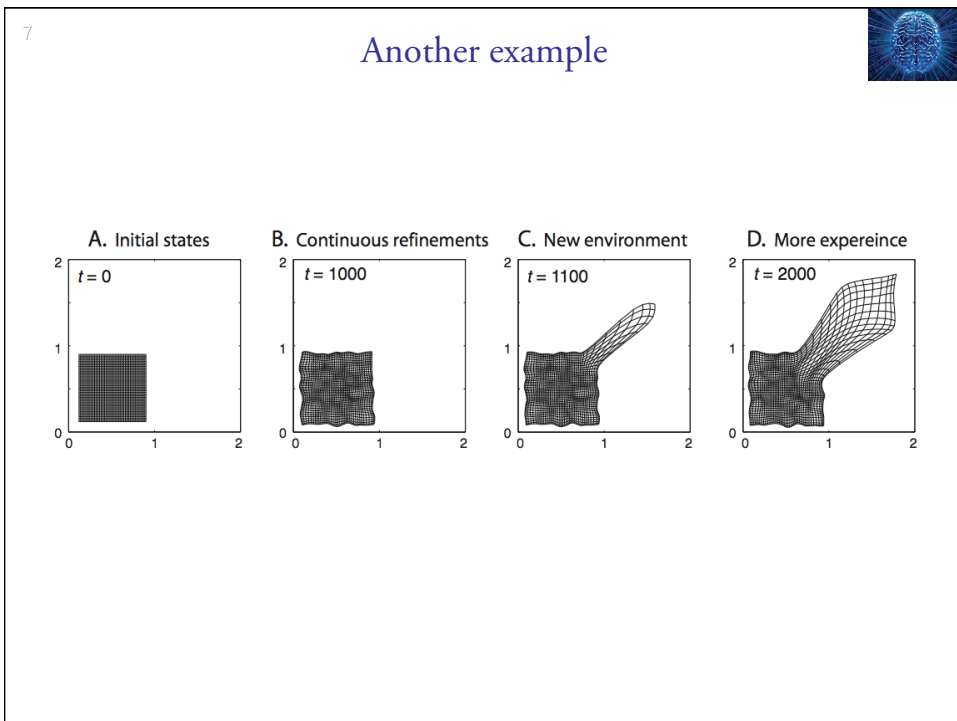 7
Another example
A. Initial states
B. Continuous refinements
C. New environment
D. More expereince
2
t = 0
1
0
0
1
2
2
t = 1000
1
0
0
1
2
2
t = 1100
1
0
0
1
2
2
t = 2000
1
0
0
1
2